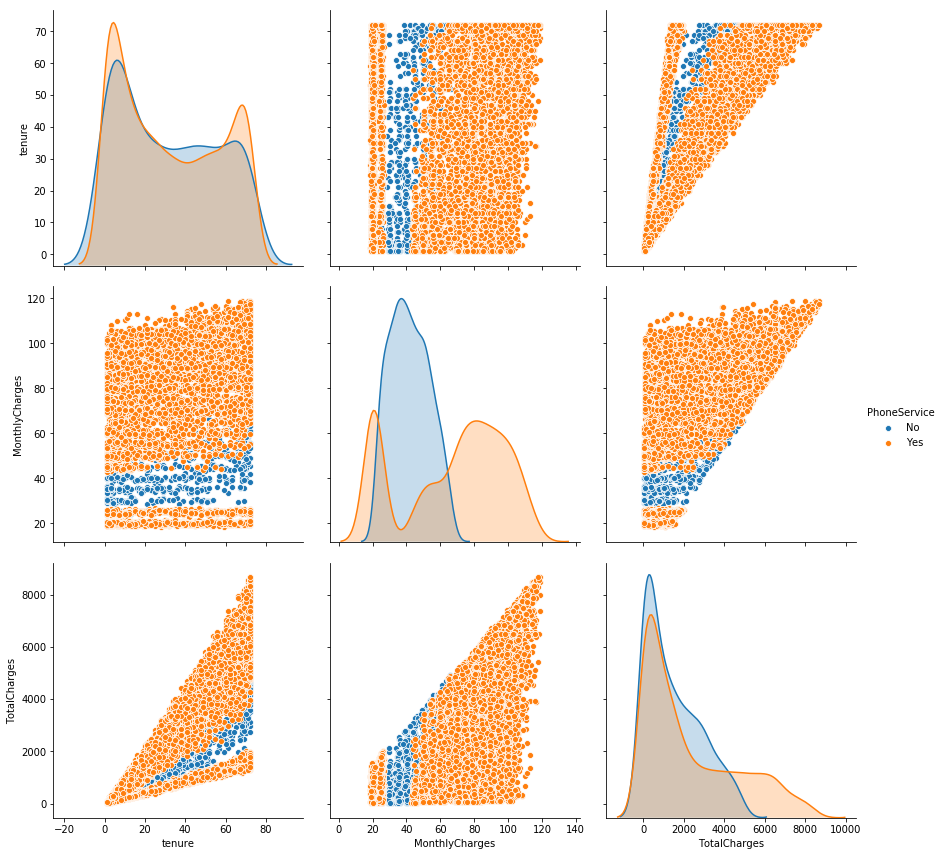 70
60
50
40
30
20
10
0
tenure
120
100
80
60
40
20
MonthlyCharges
PhoneService
No
Yes
8000
6000
4000
2000
0
TotalCharges
−20 0 20 40 60 80
tenure
0 20 40 60 80 100 120 140
MonthlyCharges
0 2000 4000 6000 8000 10000
TotalCharges